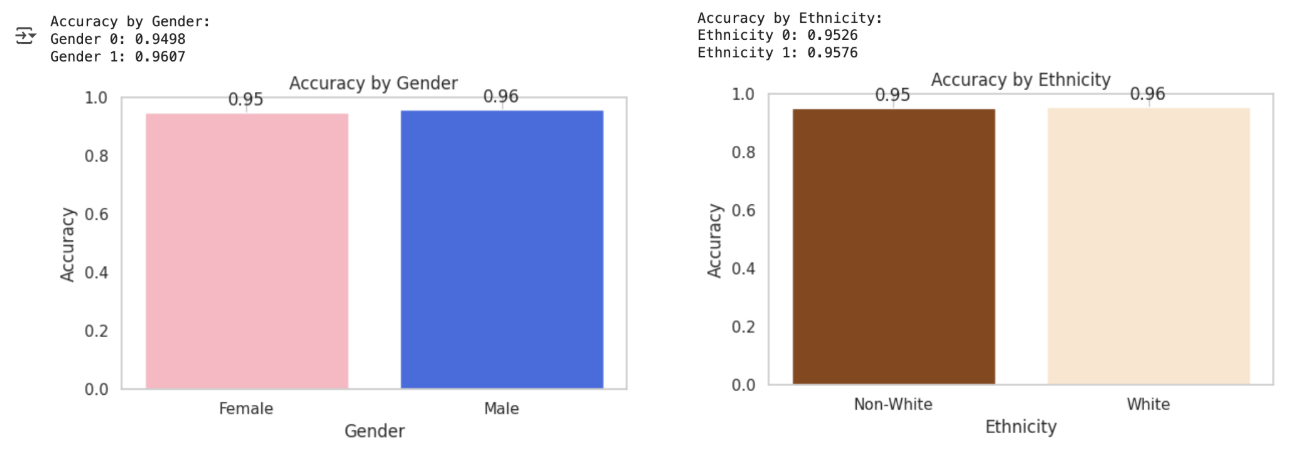 Accuracy by Gender:
Gender 0: 0.9498
Gender 1: 0.9607
Accuracy by Gender
0.95
0.96
1.0
0.8
0.6
0.4
0.2
0.0
Accuracy
Female
Male
Gender
Accuracy by Ethnicity:
Ethnicity 0: 0.9526
Ethnicity 1: 0.9576
Accuracy by Ethnicity
0.95
0.96
1.0
0.8
0.6
0.4
0.2
0.0
Accuracy
Non-White
White
Ethnicity